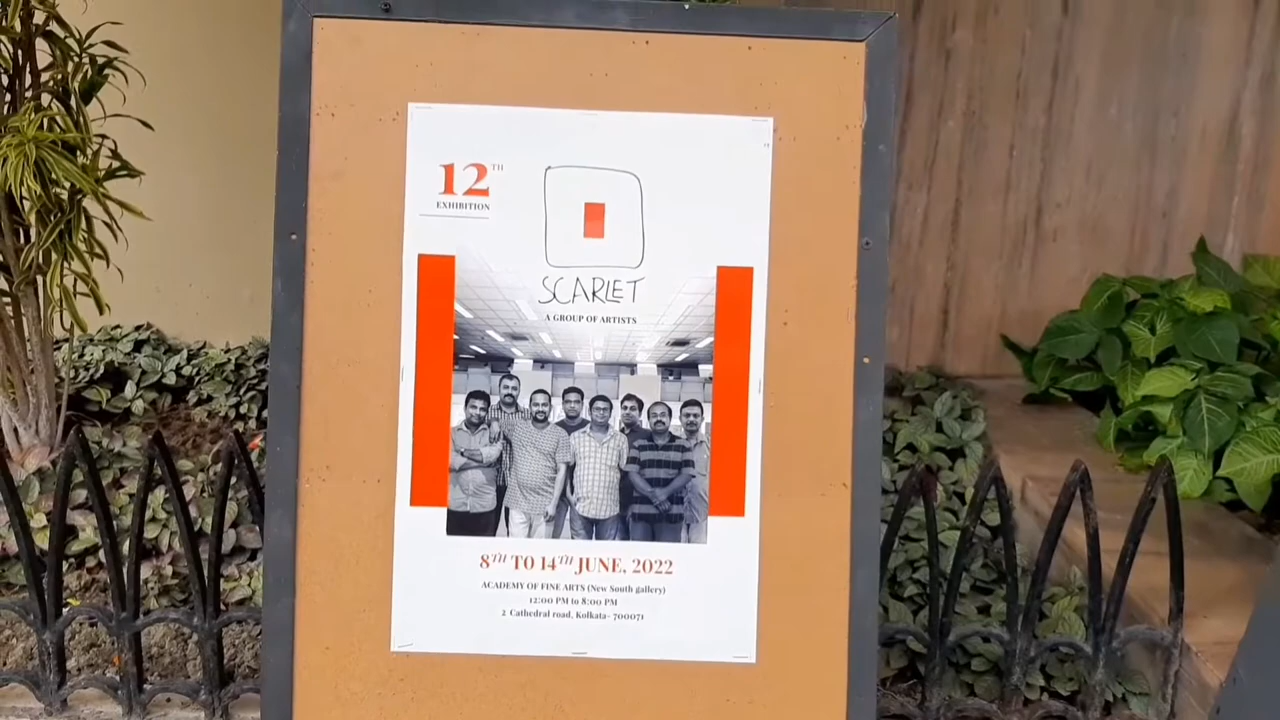 12TH
EXHIBITION
SCARLET
A GROUP OF ARTISTS
8TH TO 14TH JUNE, 2022
ACADEMY OF FINE ARTS (New South gallery)
12:00 PM to 8:00 PM
2 Cathedral road, Kolkata- 700071